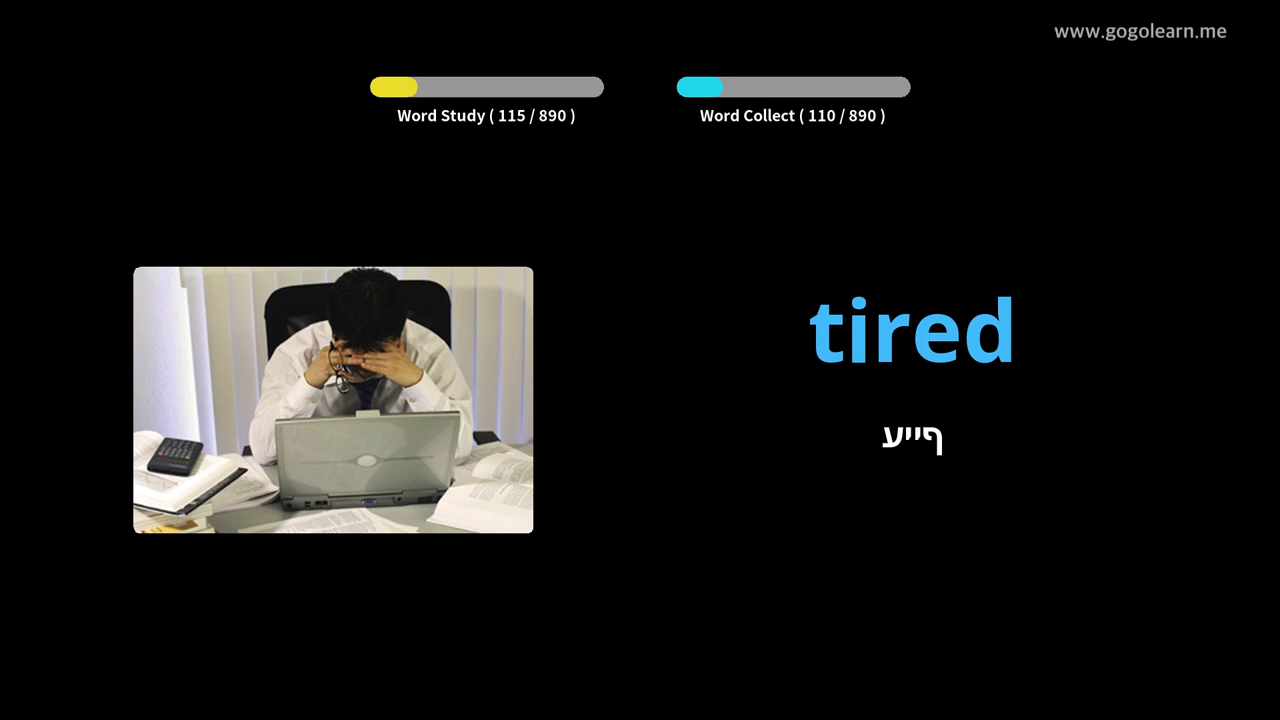 www.gogolearn.me
Word Study ( 115 / 890 )
Word Collect ( 110 / 890 )
tired
ףייע